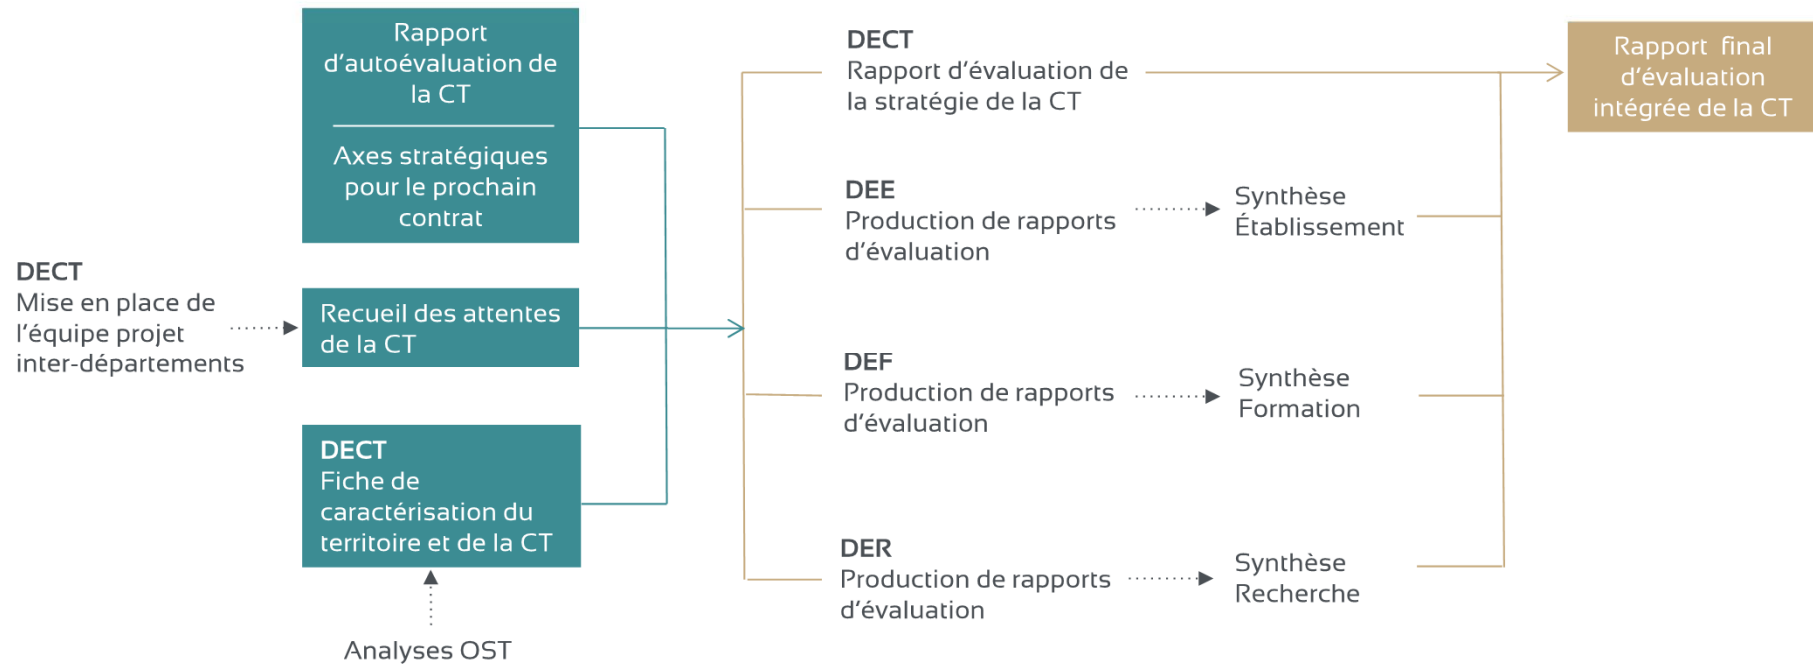 DECT
Mise en place de
l'équipe projet
inter-départements
Rapport
d'autoévaluation de
la CT
Axes stratégiques
pour le prochain
contrat
Recueil des attentes
de la CT
DECT
Fiche de
caractérisation du
territoire et de la CT
Analyses OST
DECT
Rapport d'évaluation de
la stratégie de la CT
DEE
Production de rapports
d'évaluation
Synthèse
Établissement
DEF
Production de rapports
d'évaluation
Synthèse
Formation
DER
Production de rapports
d'évaluation
Synthèse
Recherche
Rapport final
d'évaluation
intégrée de la CT